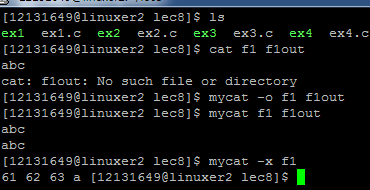 [12131649@linuxer2 lec8]$ ls
ex1 ex1.c ex2 ex2.c ex3 ex3.c ex4 ex4.c
[12131649@linuxer2 lec8]$ cat f1 f1out
abc
cat: f1out: No such file or directory
[12131649@linuxer2 lec8]$ mycat -o f1 f1out
[12131649@linuxer2 lec8]$ mycat f1 f1out
abc
abc
[12131649@linuxer2 lec8]$ mycat -x f1
61 62 63 a [12131649@linuxer2 lec8]$